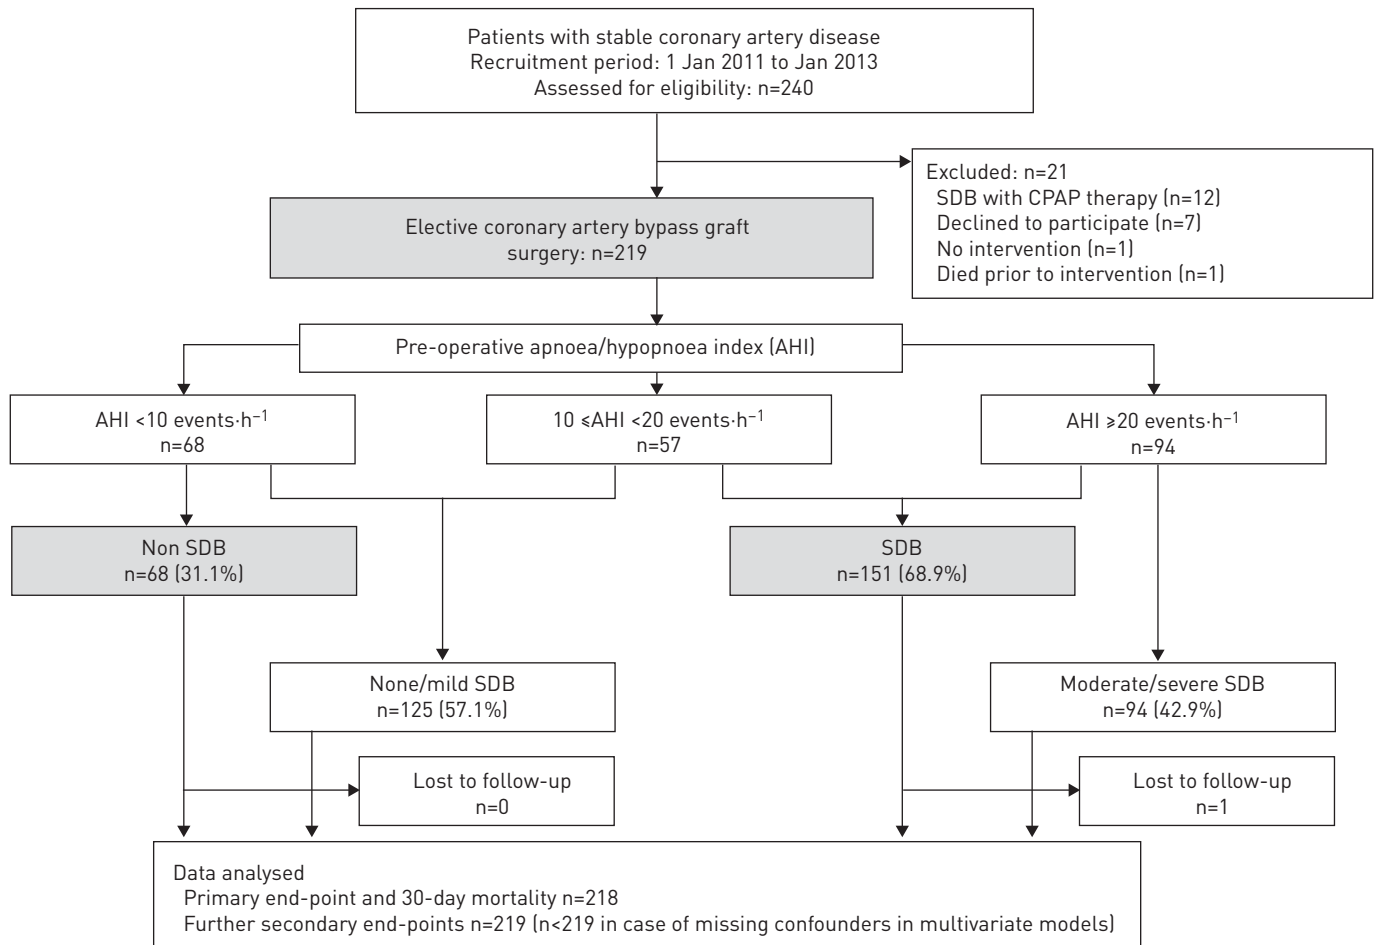 Patients with stable coronary artery disease
Recruitment period: 1 Jan 2011 to Jan 2013
Assessed for eligibility: n=240
Excluded: n=21
SDB with CPAP therapy (n=12)
Declined to participate (n=7)
No intervention (n=1)
Died prior to intervention (n=1)
Elective coronary artery bypass graft
surgery: n=219
Pre-operative apnoea/hypopnoea index (AHI)
AHI <10 events·h⁻¹
n=68
10 ⩽AHI <20 events·h⁻¹
n=57
AHI ⩾20 events·h⁻¹
n=94
Non SDB
n=68 (31.1%)
SDB
n=151 (68.9%)
None/mild SDB
n=125 (57.1%)
Moderate/severe SDB
n=94 (42.9%)
Lost to follow-up
n=0
Lost to follow-up
n=1
Data analysed
Primary end-point and 30-day mortality n=218
Further secondary end-points n=219 (n<219 in case of missing confounders in multivariate models)